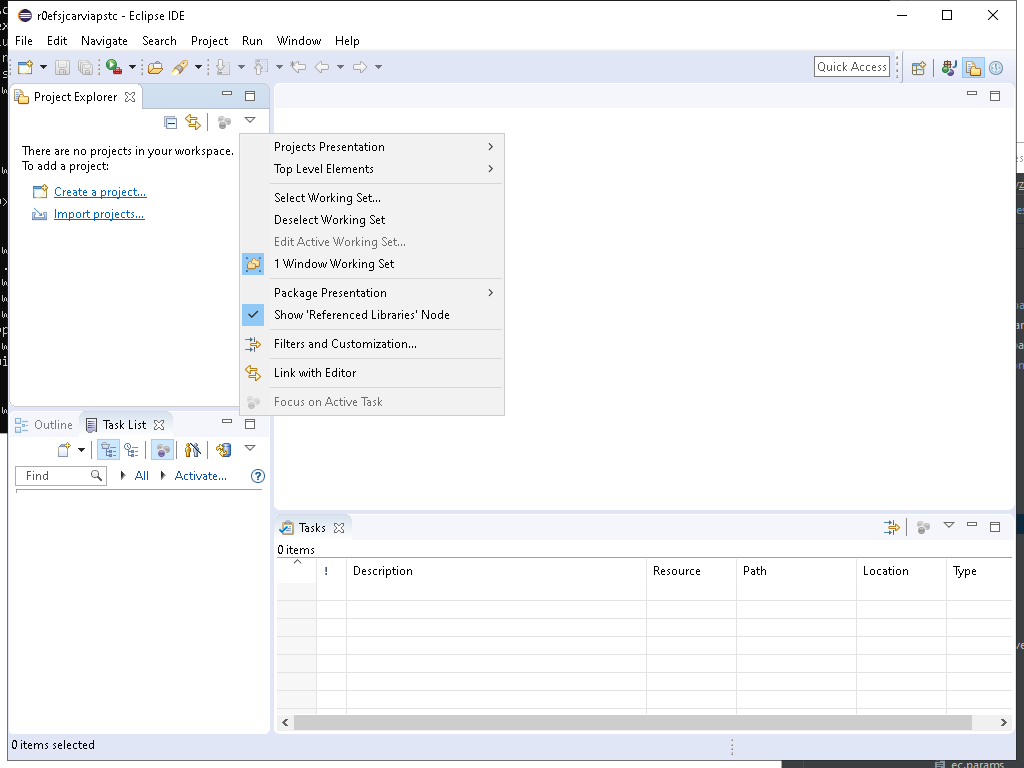 r0efsjcarviapstc - Eclipse IDE
File Edit Navigate Search Project Run Window Help
Quick Access
Project Explorer
There are no projects in your workspace.
To add a project:
Create a project...
Import projects...
Projects Presentation
Top Level Elements
Select Working Set...
Deselect Working Set
Edit Active Working Set...
1 Window Working Set
Package Presentation
Show 'Referenced Libraries' Node
Filters and Customization...
Link with Editor
Focus on Active Task
Outline Task List
Find All Activate...
Tasks
0 items
! Description Resource Path Location Type
0 items selected
ec.params